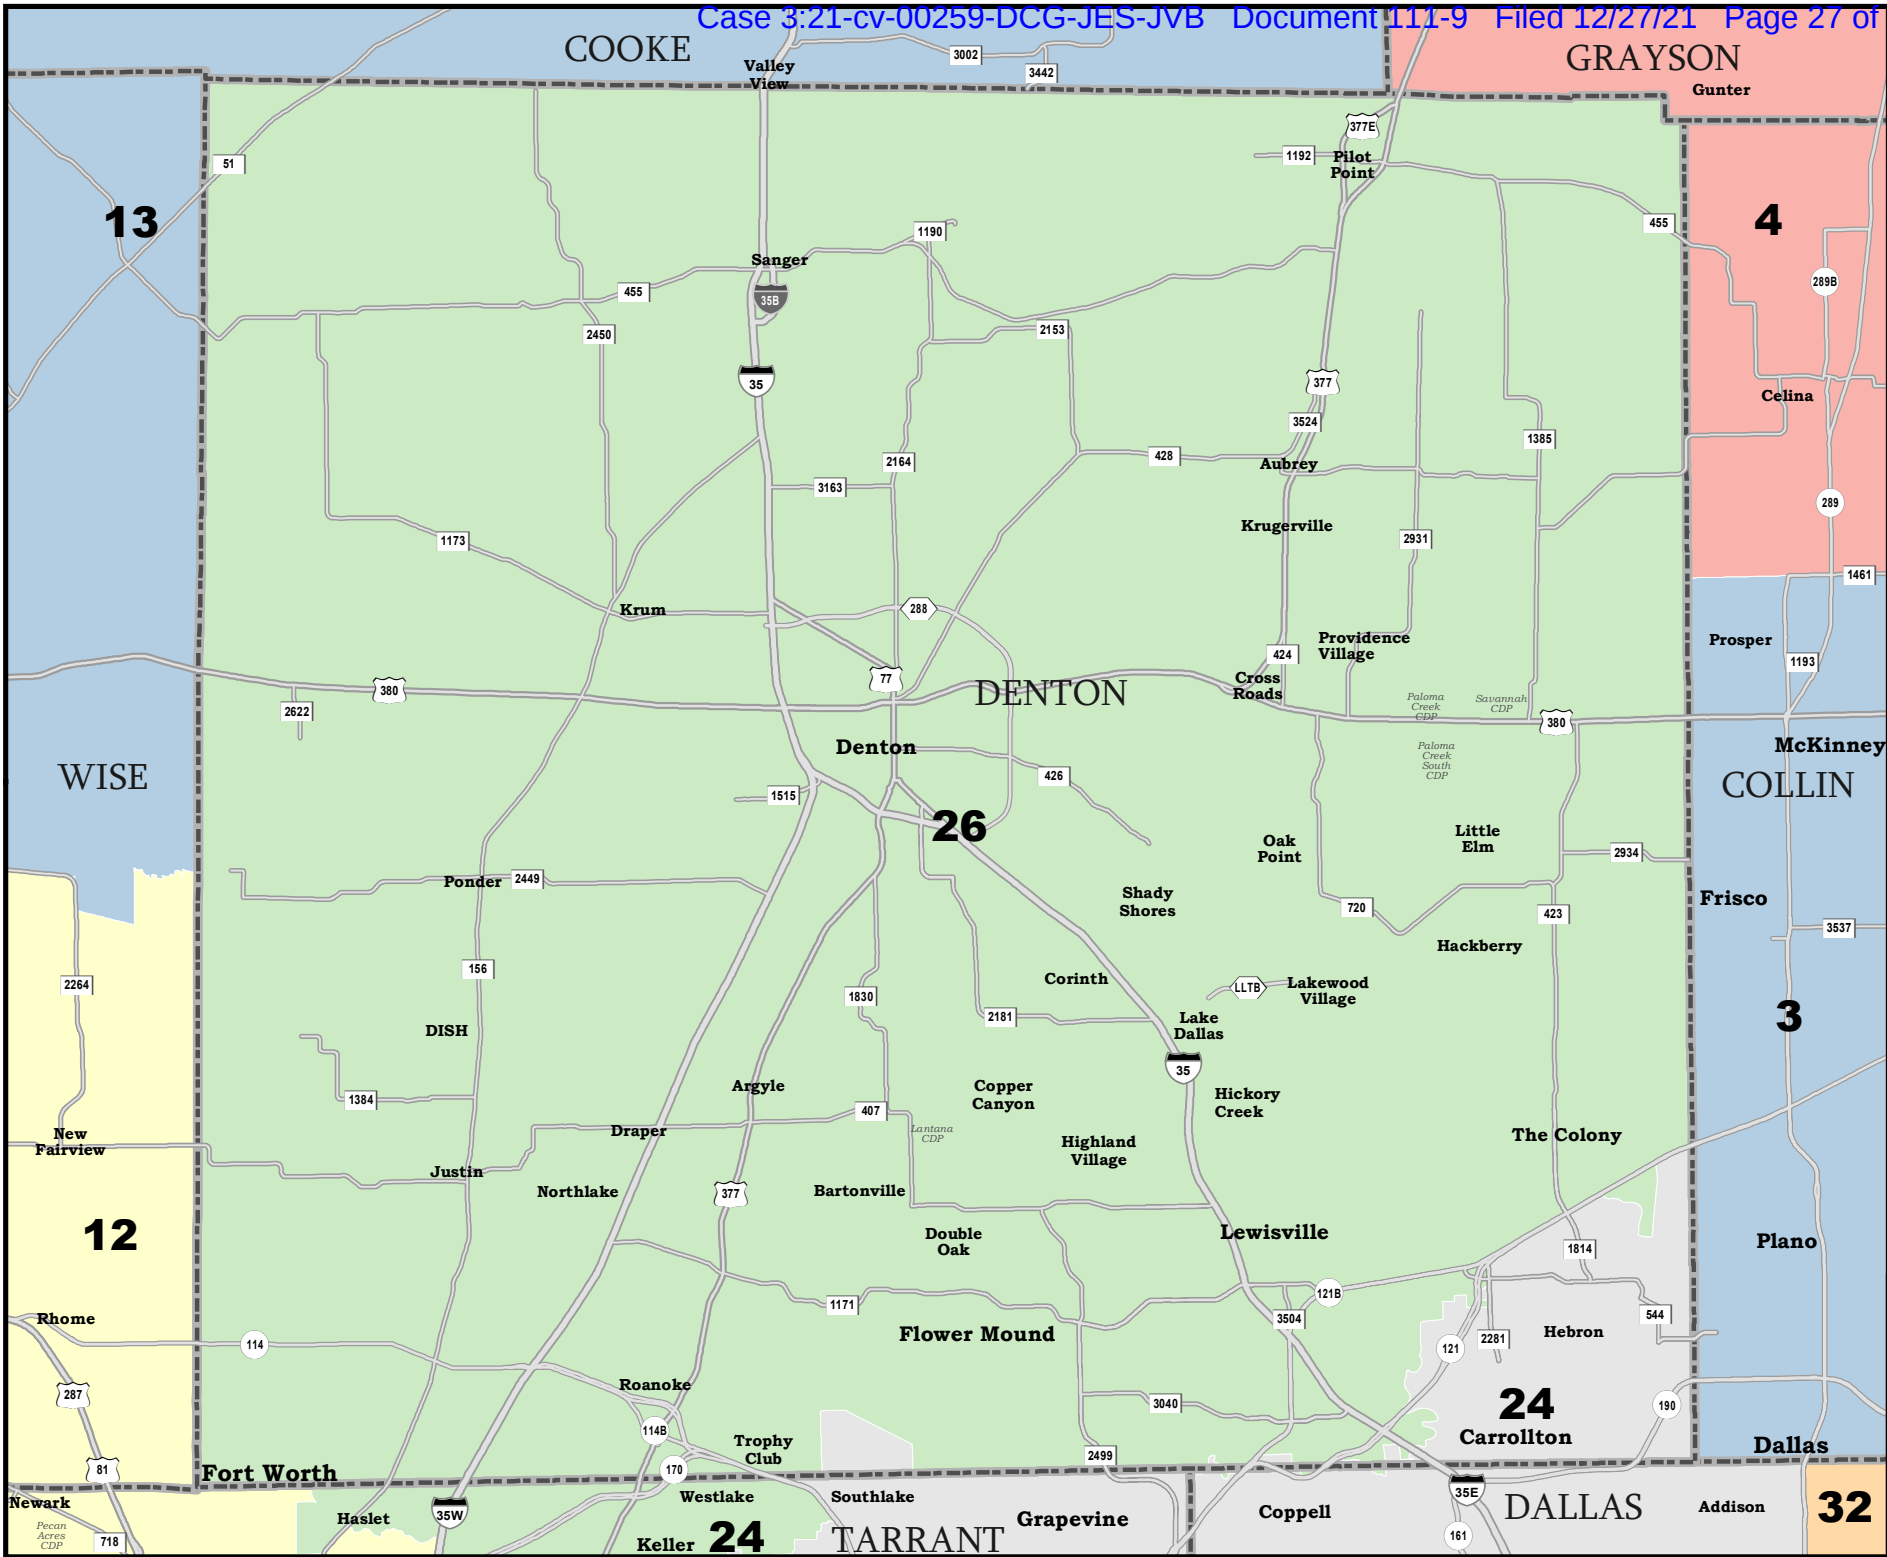 Case 3:21-cv-00259-DCG-JES-JVB Document 111-9 Filed 12/27/21 Page 27 of
COOKE
GRAYSON
3002
3442
Valley
View
Gunter
377E
51
1192
Pilot
Point
13
4
455
1190
Sanger
289B
455
35B
2450
2153
35
377
Celina
3524
1385
2164
428
Aubrey
3163
289
Krugerville
1173
2931
1461
Krum
288
Providence
Village
Prosper
424
1193
77
Cross
Roads
380
DENTON
Paloma
Creek
CDP
Savannah
CDP
2622
380
Denton
McKinney
Paloma
Creek
South
CDP
WISE
426
COLLIN
1515
26
Oak
Point
Little
Elm
2934
Ponder
2449
Shady
Shores
Frisco
720
423
3537
Hackberry
156
Corinth
2264
LLTB
Lakewood
Village
1830
2181
3
DISH
Lake
Dallas
35
Argyle
Copper
Canyon
Hickory
Creek
1384
407
New
Fairview
Draper
Lantana
CDP
Highland
Village
The Colony
Justin
Northlake
377
Bartonville
12
Double
Oak
Lewisville
Plano
1814
121B
1171
Rhome
3504
544
114
Flower Mound
121
2281
Hebron
287
Roanoke
3040
24
190
114B
Carrollton
Trophy
Club
Dallas
2499
81
Fort Worth
170
35E
Newark
Westlake
Southlake
32
Haslet
35W
Coppell
DALLAS
Addison
Pecan
Acres
CDP
Grapevine
718
Keller
24
TARRANT
161